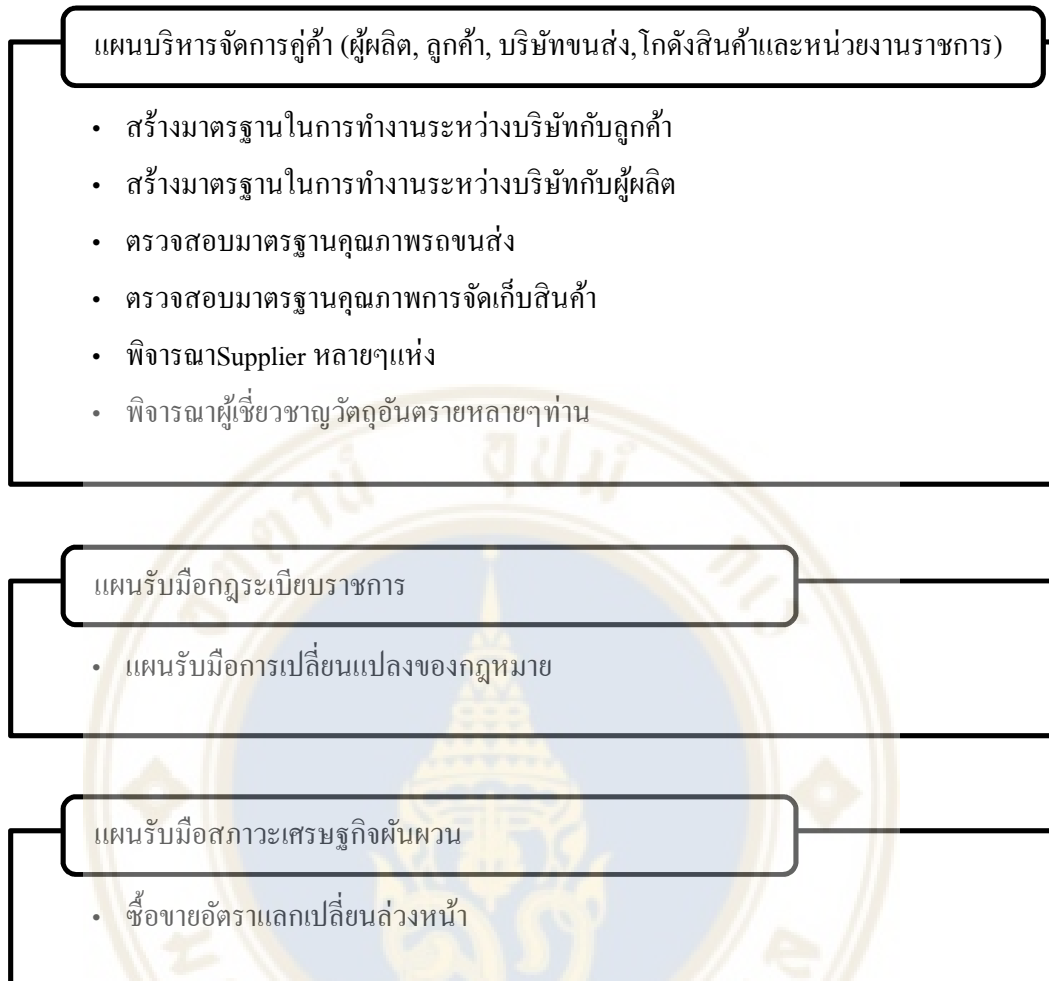 แผนบริหารจัดการคู่ค้า (ผู้ผลิต, ลูกค้า, บริษัทขนส่ง,โกดังสินค้าและหน่วยงานราชการ)
• สร้างมาตรฐานในการทำงานระหว่างบริษัทกับลูกค้า
• สร้างมาตรฐานในการทำงานระหว่างบริษัทกับผู้ผลิต
• ตรวจสอบมาตรฐานคุณภาพรถขนส่ง
• ตรวจสอบมาตรฐานคุณภาพการจัดเก็บสินค้า
• พิจารณาSupplier หลายๆแห่ง
• พิจารณาผู้เชี่ยวชาญวัตถุอันตรายหลายๆท่าน
อตฺตานํ อุปมํ กเร
แผนรับมือกฎระเบียบราชการ
• แผนรับมือการเปลี่ยนแปลงของกฎหมาย
แผนรับมือสภาวะเศรษฐกิจผันผวน
• ซื้อขายอัตราแลกเปลี่ยนล่วงหน้า